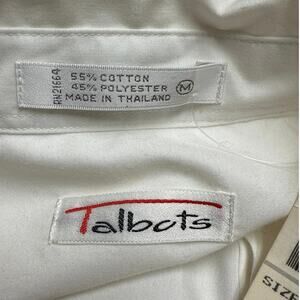 RN21664
55% COTTON
45% POLYESTER
MADE IN THAILAND
M
Talbots
SIZE